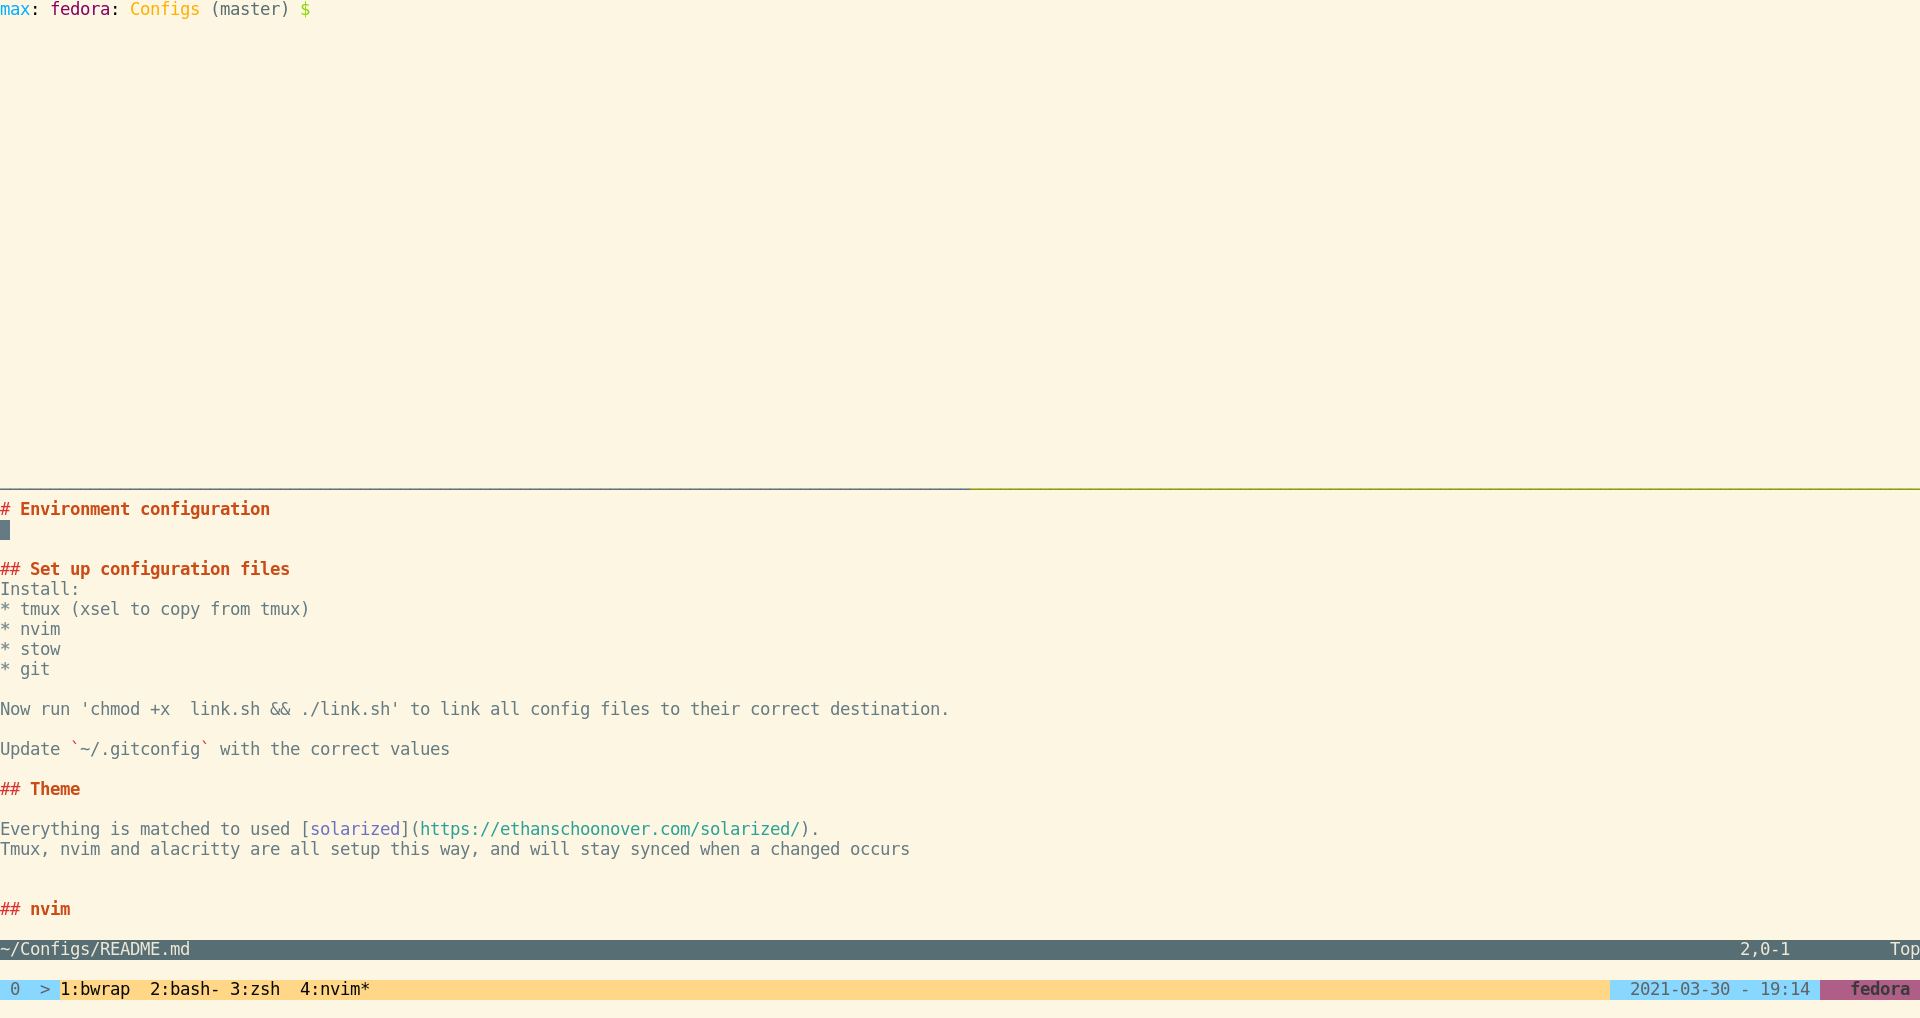 max: fedora: Configs (master) $
# Environment configuration
## Set up configuration files
Install:
* tmux (xsel to copy from tmux)
* nvim
* stow
* git
Now run 'chmod +x  link.sh && ./link.sh' to link all config files to their correct destination.
Update `~/.gitconfig` with the correct values
## Theme
Everything is matched to used [solarized](https://ethanschoonover.com/solarized/).
Tmux, nvim and alacritty are all setup this way, and will stay synced when a changed occurs
## nvim
~/Configs/README.md 2,0-1 Top
0 > 1:bwrap 2:bash- 3:zsh 4:nvim* 2021-03-30 - 19:14 fedora